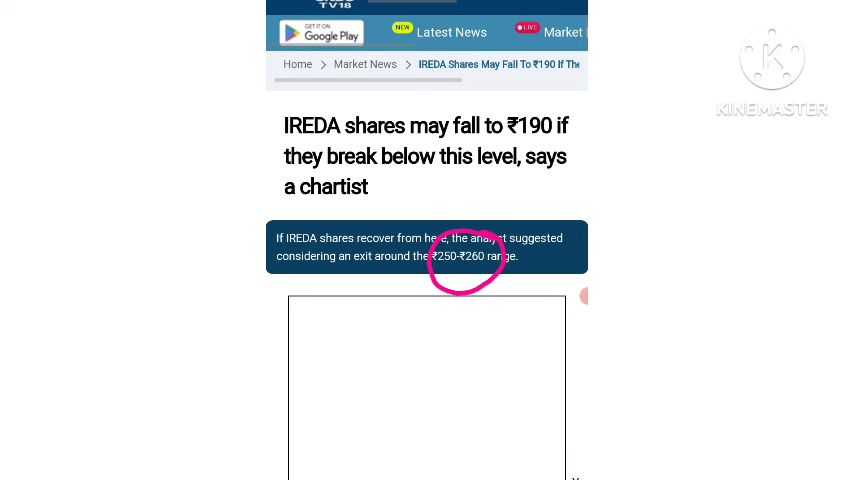 TV18
GET IT ON
Google Play
NEW
Latest News
LIVE
Market
Home > Market News > IREDA Shares May Fall To ₹190 If The
IREDA shares may fall to ₹190 if
they break below this level, says
a chartist
If IREDA shares recover from here, the analyst suggested
considering an exit around the ₹250-₹260 range.
KINEMASTER